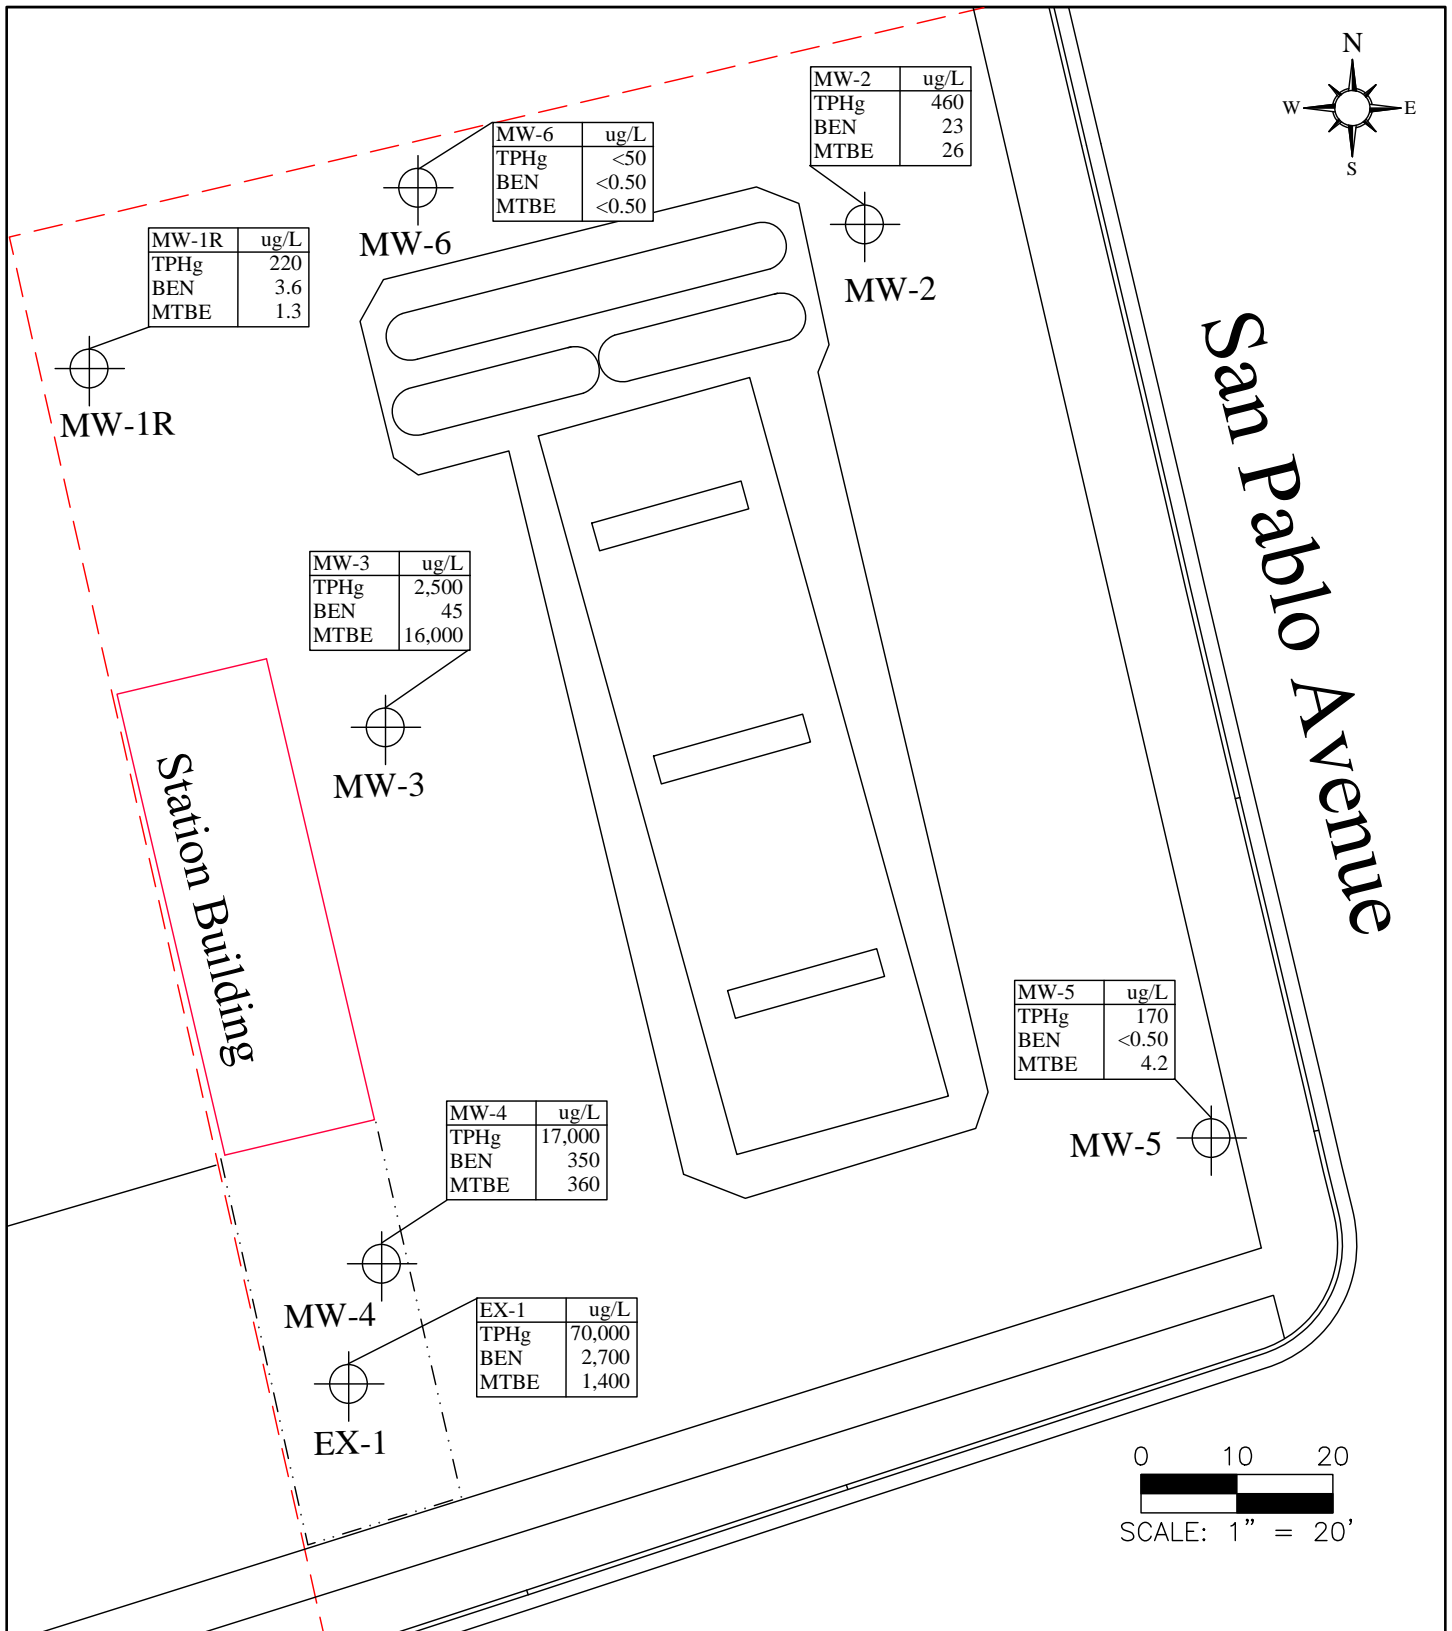 N
W E
S
MW-2 ug/L
TPHg 460
BEN 23
MTBE 26
MW-2
MW-6 ug/L
TPHg <50
BEN <0.50
MTBE <0.50
MW-6
MW-1R ug/L
TPHg 220
BEN 3.6
MTBE 1.3
MW-1R
San Pablo Avenue
MW-3 ug/L
TPHg 2,500
BEN 45
MTBE 16,000
MW-3
Station Building
MW-5 ug/L
TPHg 170
BEN <0.50
MTBE 4.2
MW-5
MW-4 ug/L
TPHg 17,000
BEN 350
MTBE 360
MW-4
EX-1 ug/L
TPHg 70,000
BEN 2,700
MTBE 1,400
EX-1
0 10 20
SCALE: 1" = 20'